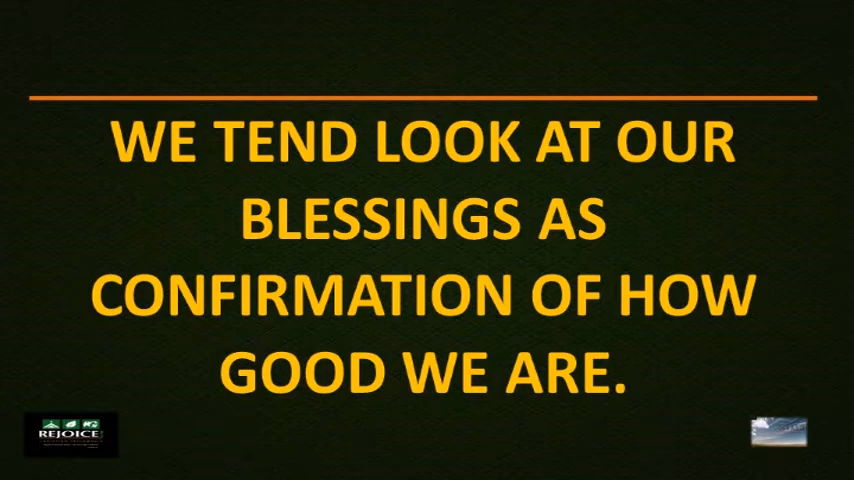 WE TEND LOOK AT OUR
BLESSINGS AS
CONFIRMATION OF HOW
GOOD WE ARE.
REJOICE